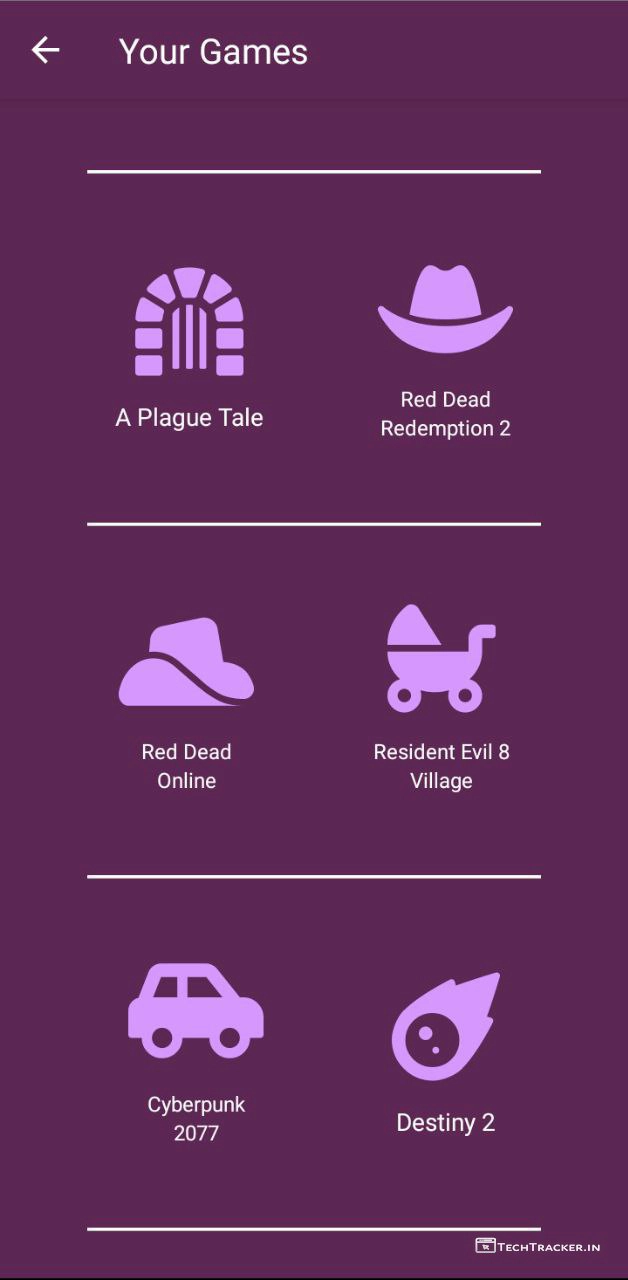 Your Games
A Plague Tale
Red Dead
Redemption 2
Red Dead
Online
Resident Evil 8
Village
Cyberpunk
2077
Destiny 2
TECHTRACKER.IN